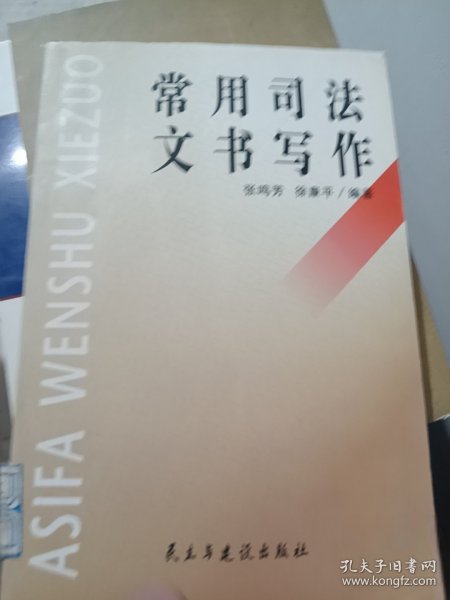 常用司法
文书写作
张鸣芳 徐康平/编著
ASIFA WENSHU XIEZUO
民主与建设出版社
孔夫子旧书网
www.kongfz.com